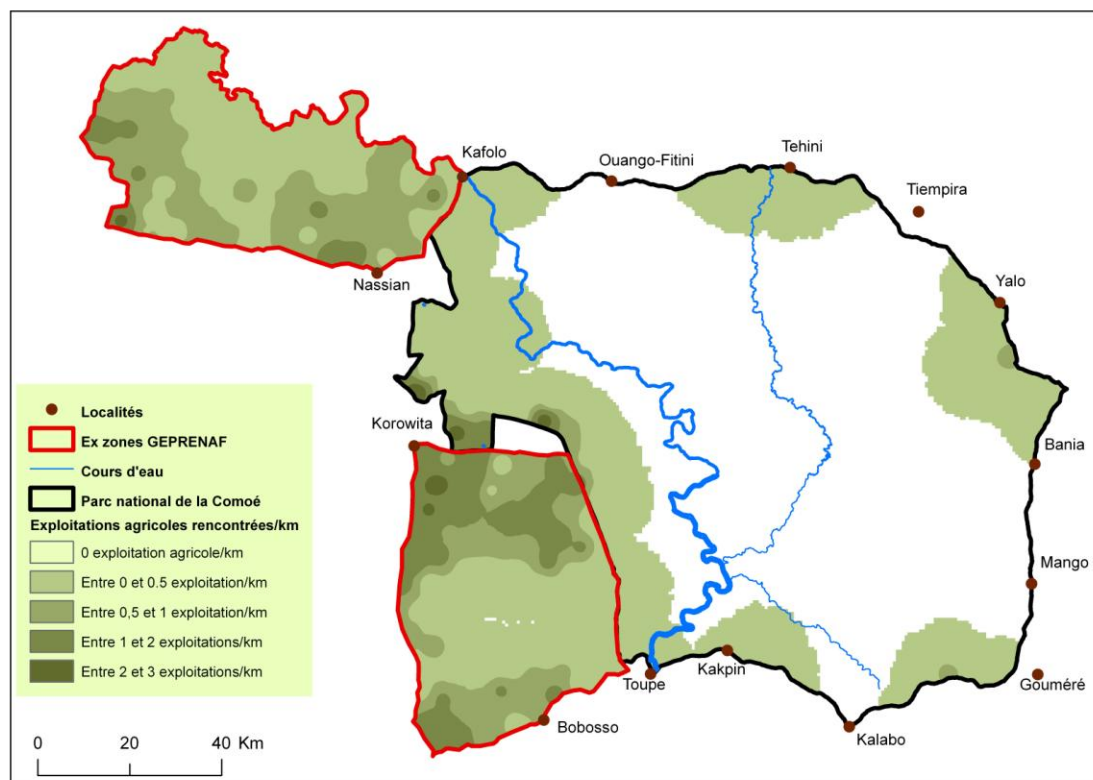 Tehini
Ouango-Fitini
Kafolo
Tiempira
Nassian
Yalo
Localités
Korowita
Ex zones GEPRENAF
Bania
Cours d'eau
Parc national de la Comoé
Exploitations agricoles rencontrées/km
0 exploitation agricole/km
Entre 0 et 0.5 exploitation/km
Mango
Entre 0,5 et 1 exploitation/km
Entre 1 et 2 exploitations/km
Entre 2 et 3 exploitations/km
Toupe
Kakpin
Gouméré
Bobosso
Kalabo
0 20 40 Km